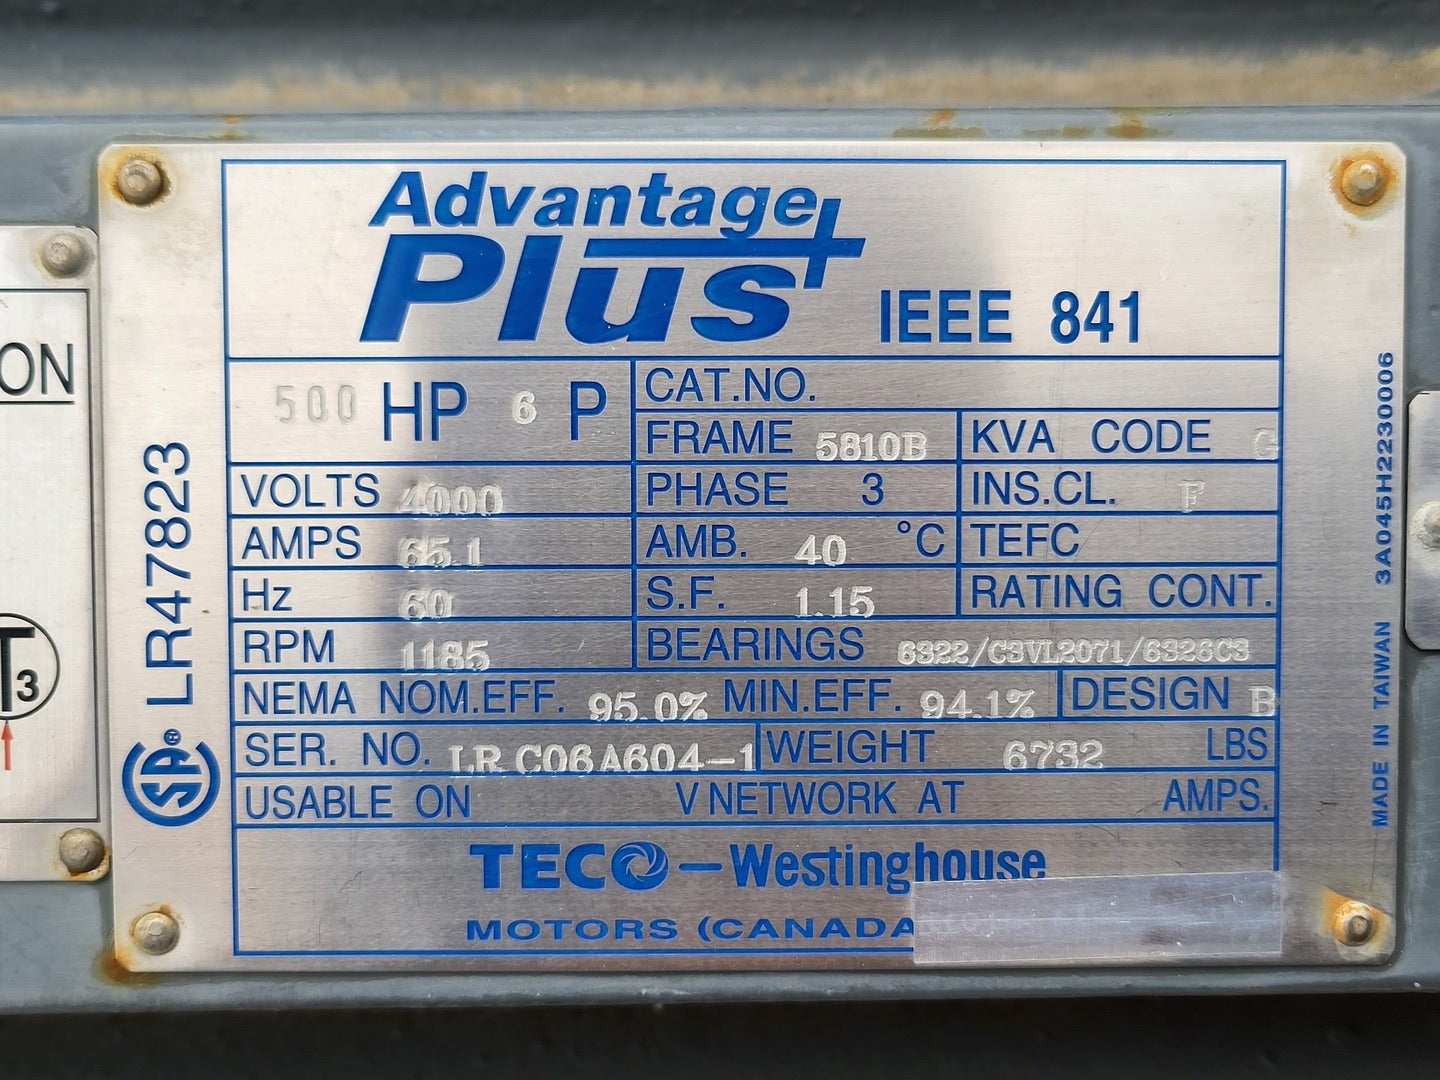 Advantage
Plus+ IEEE 841
500 HP 6 P
CAT.NO.
FRAME 5810B
KVA CODE G
VOLTS 4000
PHASE 3
INS.CL. F
AMPS 65.1
AMB. 40 °C
TEFC
Hz 60
S.F. 1.15
RATING CONT.
RPM 1185
BEARINGS 6322/C3VL2071/6326C3
NEMA NOM.EFF. 95.0% MIN.EFF. 94.1%
DESIGN B
SER. NO. LR C06A604-1
WEIGHT 6732 LBS
USABLE ON V NETWORK AT AMPS.
TECO-Westinghouse
MOTORS (CANADA
LR47823
SA®
MADE IN TAIWAN 3A045H2230006
ON
T3